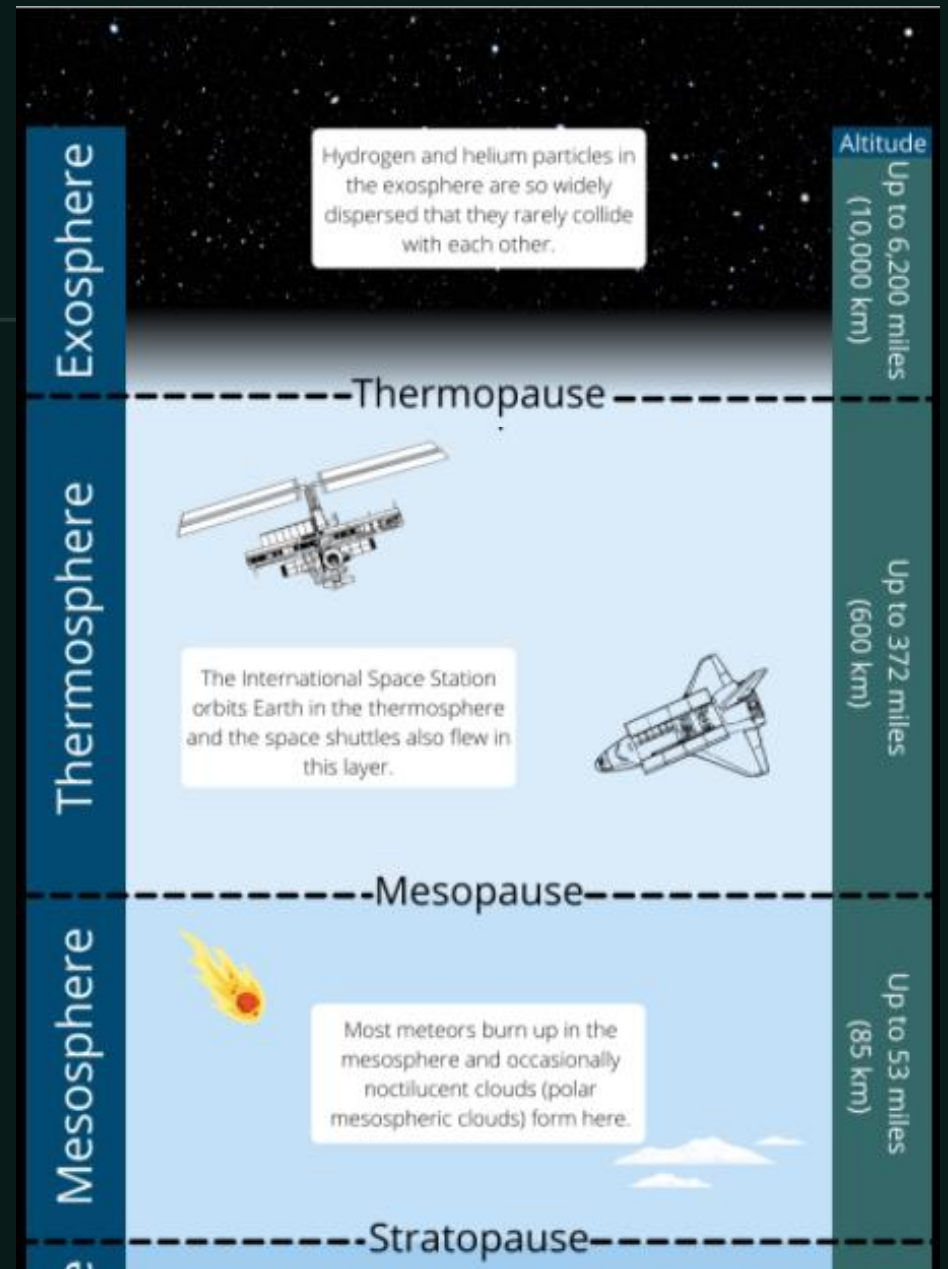 Exosphere
Hydrogen and helium particles in
the exosphere are so widely
dispersed that they rarely collide
with each other.
Altitude
Up to 6,200 miles
(10,000 km)
Thermopause
Thermosphere
The International Space Station
orbits Earth in the thermosphere
and the space shuttles also flew in
this layer.
Up to 372 miles
(600 km)
Mesopause
Mesosphere
Most meteors burn up in the
mesosphere and occasionally
noctilucent clouds (polar
mesospheric clouds) form here.
Up to 53 miles
(85 km)
Stratopause